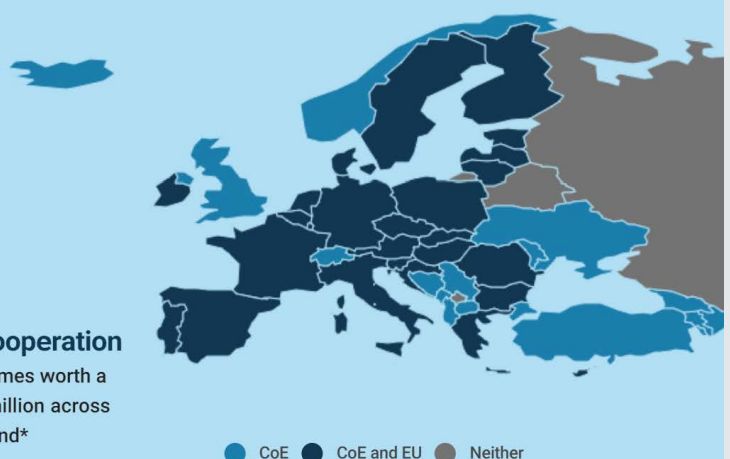 ooperation
mes worth a
illion across
nd*
CoE CoE and EU Neither